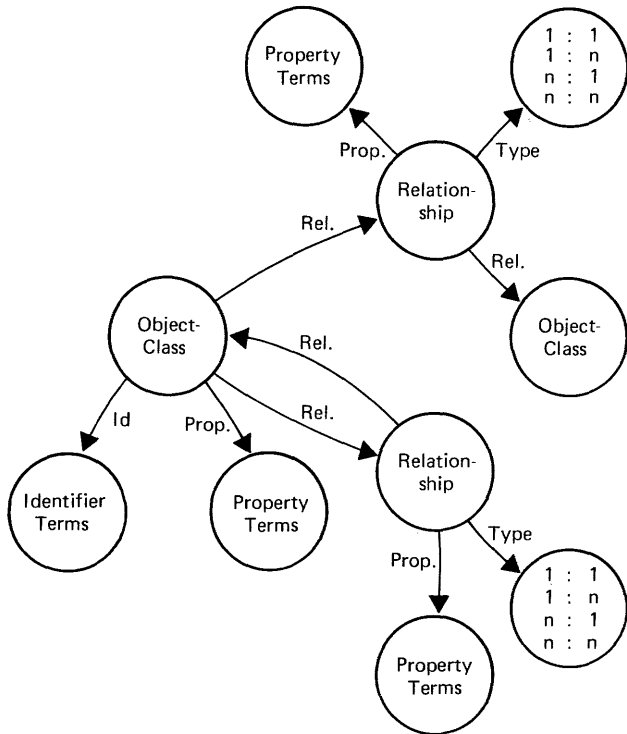 Property
Terms
1 : 1
1 : n
n : 1
n : n
Prop.
Type
Relation-
ship
Rel.
Rel.
Object-
Class
Object-
Class
Rel.
Rel.
Id
Prop.
Relation-
ship
Identifier
Terms
Property
Terms
Type
Prop.
1 : 1
1 : n
n : 1
n : n
Property
Terms